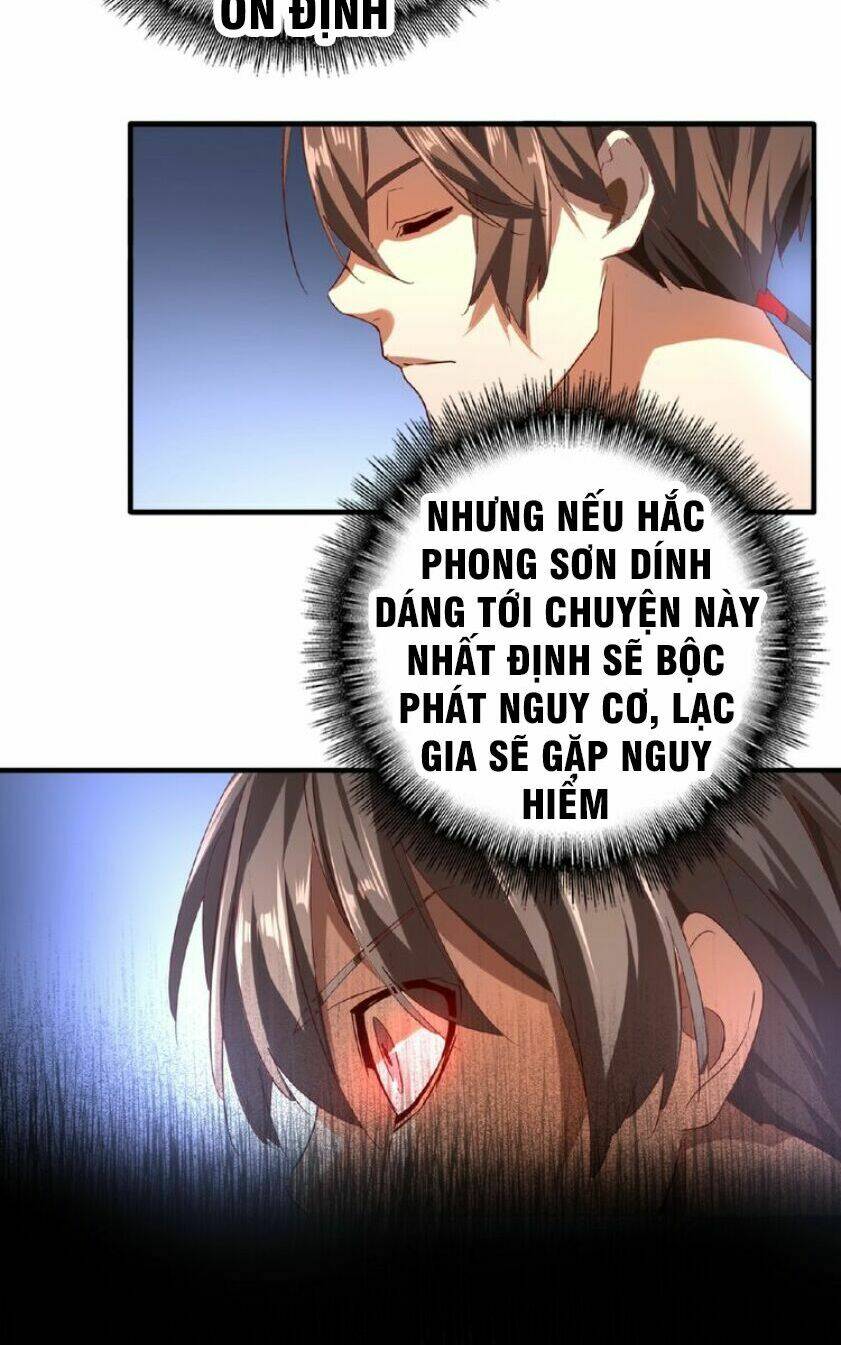 ỔN ĐỊNH
NHƯNG NẾU HẮC
PHONG SƠN DÍNH
DÁNG TỚI CHUYỆN NÀY
NHẤT ĐỊNH SẼ BỘC
PHÁT NGUY CƠ, LẠC
GIA SẼ GẶP NGUY
HIỂM